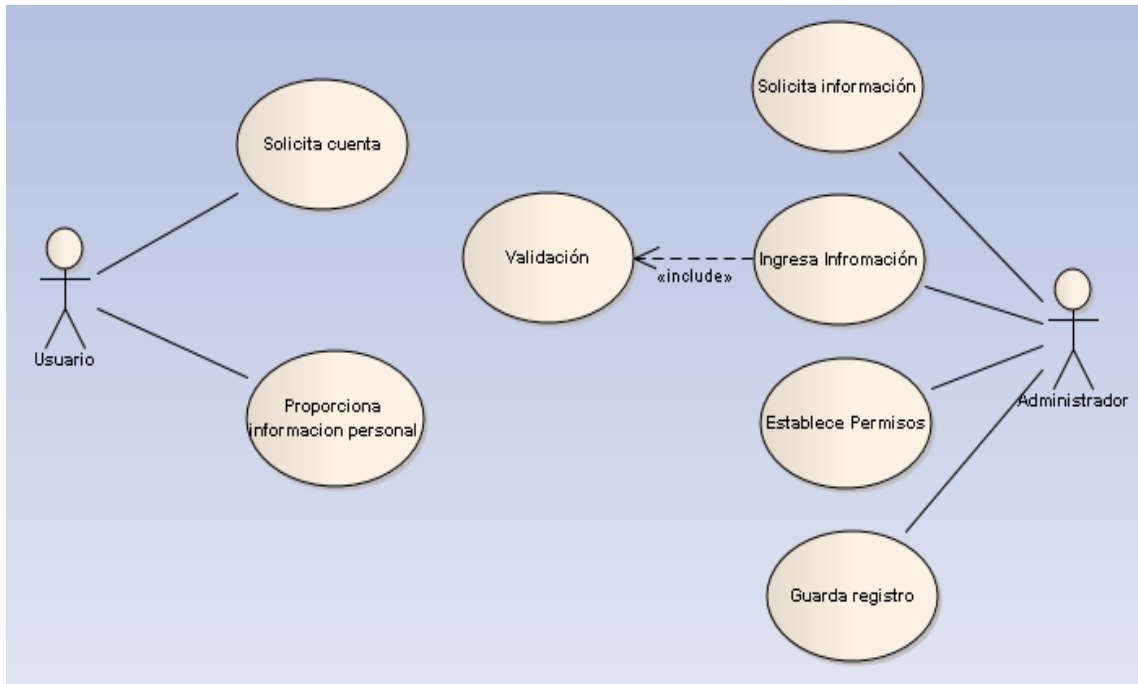 Solicita información
Solicita cuenta
Validación
«include»
Ingresa Infromación
Usuario
Proporciona
informacion personal
Administrador
Establece Permisos
Guarda registro